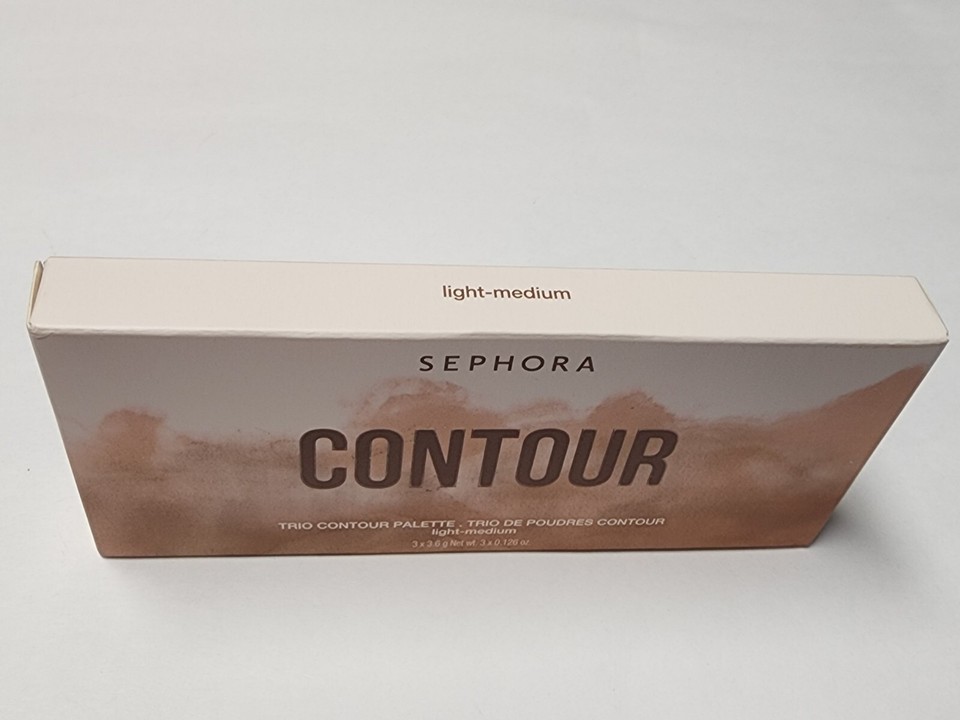 light-medium
SEPHORA
CONTOUR
TRIO CONTOUR PALETTE . TRIO DE POUDRES CONTOUR
light-medium
3 x 3.6 g Net wt. 3 x 0.126 oz